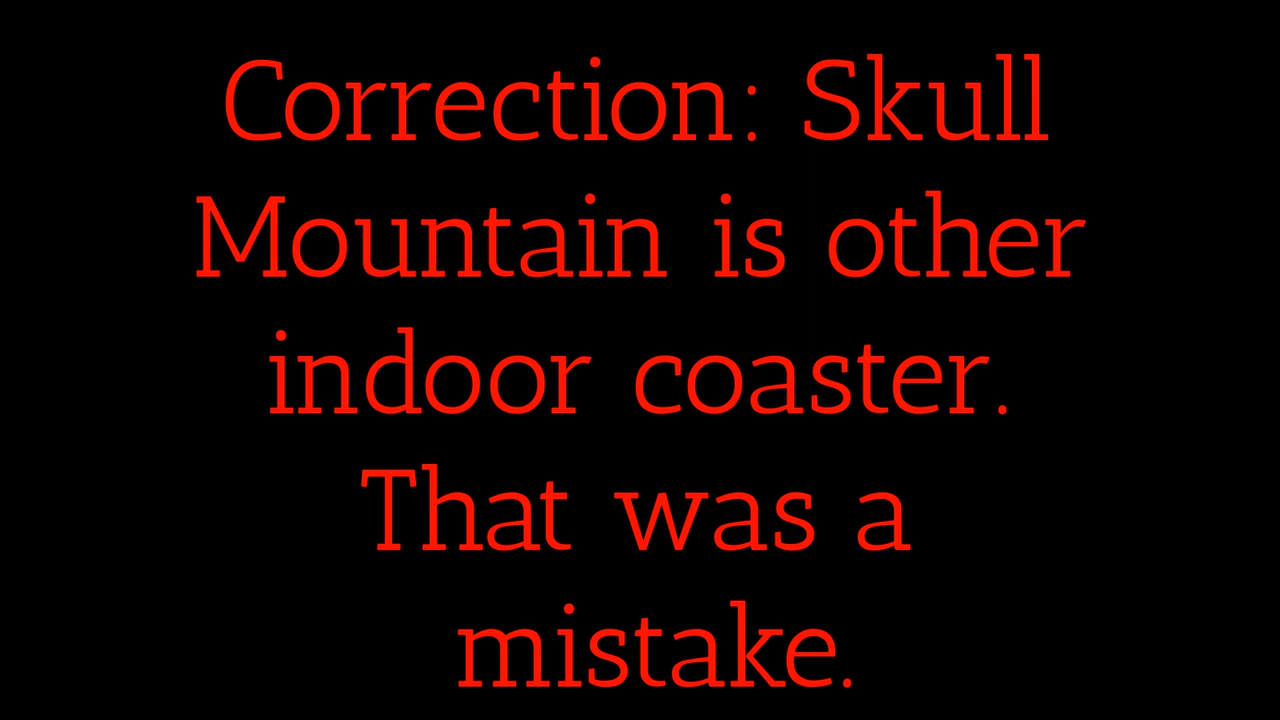 Correction: Skull
Mountain is other
indoor coaster.
That was a
mistake.